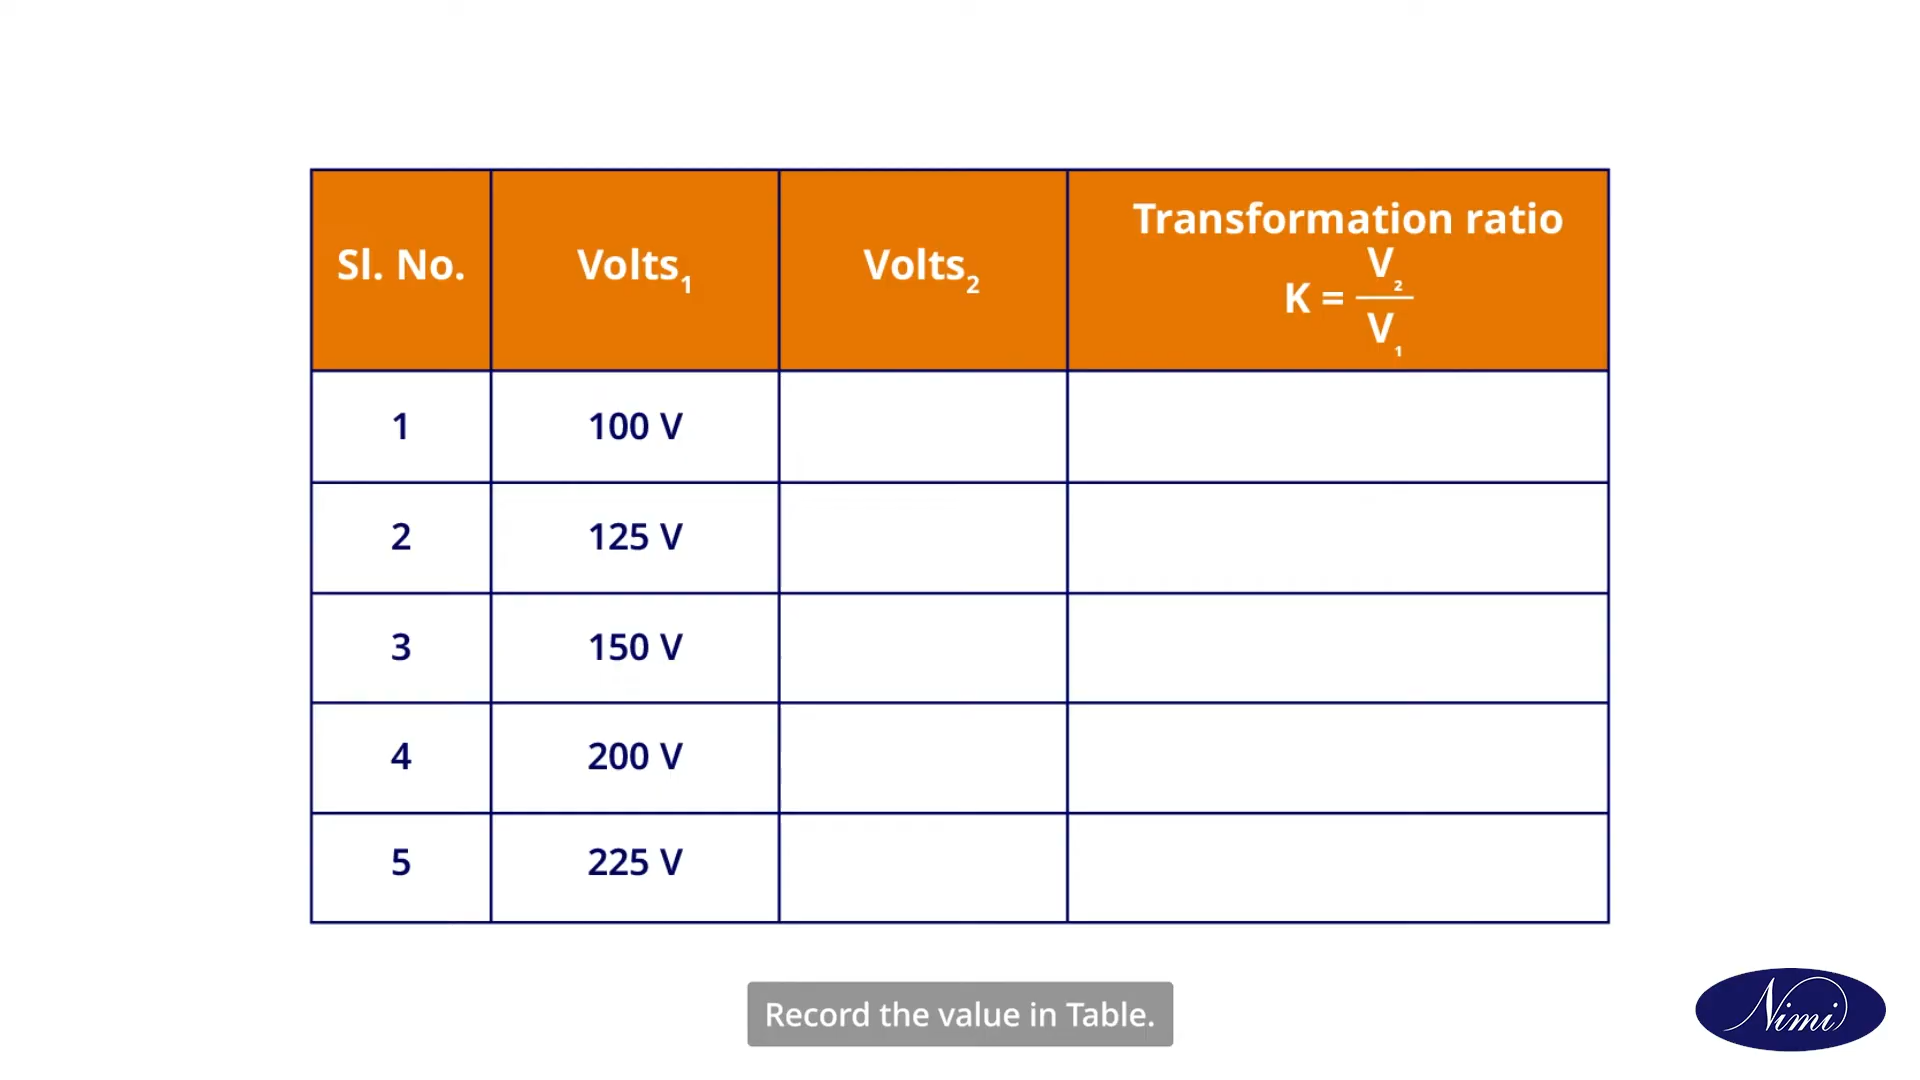 Sl. No. Volts₁ Volts₂ Transformation ratio
K = V₂ / V₁
1 100 V
2 125 V
3 150 V
4 200 V
5 225 V
Record the value in Table.
Nimi